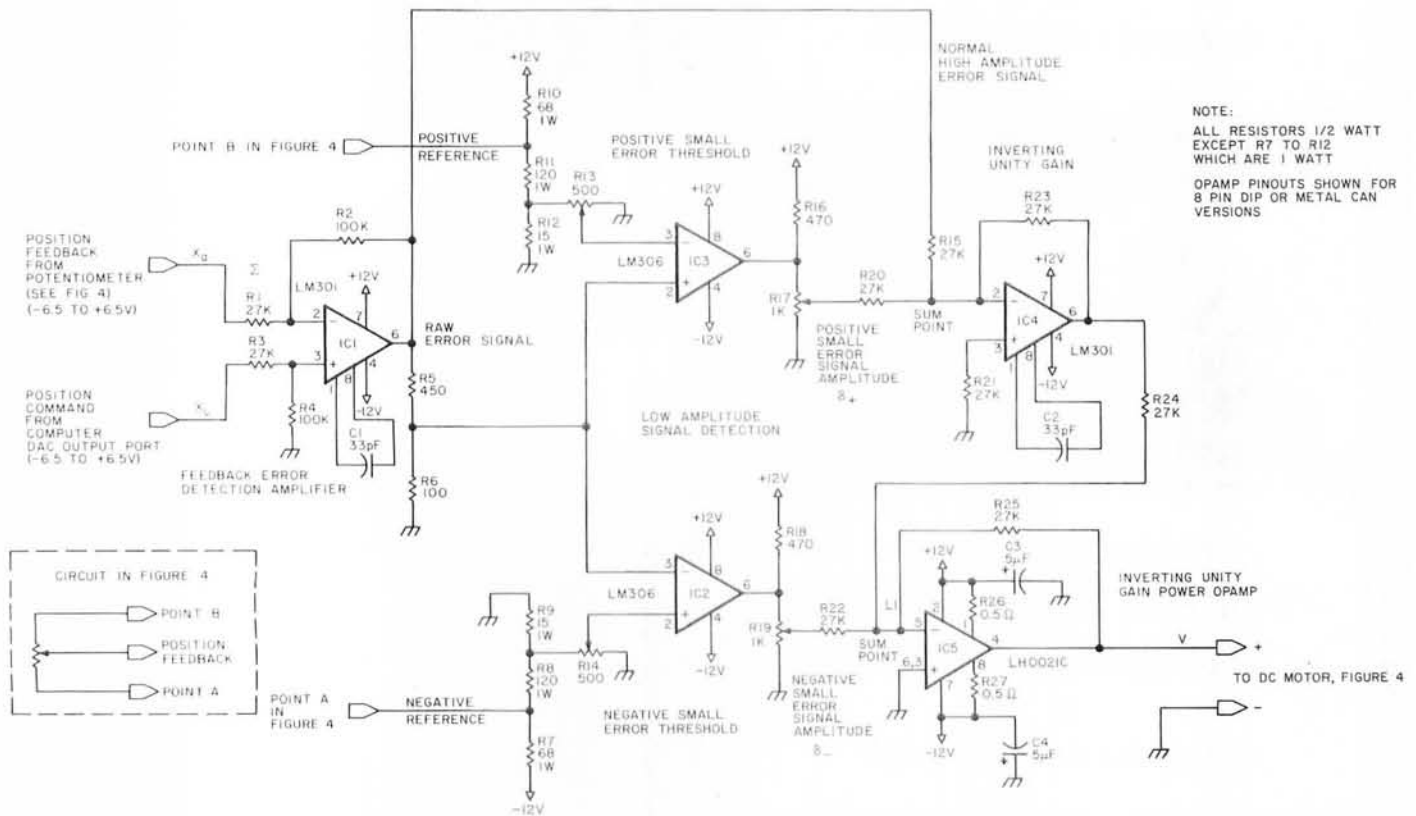 NORMAL
HIGH AMPLITUDE
ERROR SIGNAL
NOTE:
ALL RESISTORS 1/2 WATT
EXCEPT R7 TO R12
WHICH ARE 1 WATT
OPAMP PINOUTS SHOWN FOR
8 PIN DIP OR METAL CAN
VERSIONS
+12V
R10
68
1W
POINT B IN FIGURE 4
POSITIVE
REFERENCE
R11
120
1W
R12
15
1W
R13
500
POSITIVE SMALL
ERROR THRESHOLD
+12V
8
3
-
LM306
IC3
6
+
2
4
-12V
+12V
R16
470
R17
1K
R20
27K
POSITIVE
SMALL
ERROR
SIGNAL
AMPLITUDE
8+
R15
27K
SUM
POINT
INVERTING
UNITY GAIN
R23
27K
+12V
2
-
7
IC4
6
3
+
8
4
1
LM301
-12V
R21
27K
C2
33pF
R24
27K
POSITION
FEEDBACK
FROM
POTENTIOMETER
(SEE FIG 4)
(-6.5 TO +6.5V)
Xa
Σ
R1
27K
R2
100K
LM301
+12V
2
-
7
IC1
6
3
+
8
4
1
-12V
R3
27K
RAW
ERROR SIGNAL
POSITION
COMMAND
FROM
COMPUTER
DAC OUTPUT PORT
(-6.5 TO +6.5V)
R4
100K
C1
33pF
R5
450
R6
100
FEEDBACK ERROR
DETECTION AMPLIFIER
LOW AMPLITUDE
SIGNAL DETECTION
CIRCUIT IN FIGURE 4
POINT B
POSITION
FEEDBACK
POINT A
POINT A
IN
FIGURE 4
NEGATIVE
REFERENCE
R9
15
1W
R8
120
1W
R7
68
1W
-12V
R14
500
NEGATIVE SMALL
ERROR THRESHOLD
+12V
8
3
-
LM306
IC2
6
+
2
4
-12V
+12V
R18
470
R19
1K
R22
27K
NEGATIVE
SMALL
ERROR
SIGNAL
AMPLITUDE
8-
SUM
POINT
L1
R25
27K
+12V
C3
5µF
+
R26
0.5Ω
2
1
5
-
IC5
4
6,3
+
8
7
LH0021C
R27
0.5Ω
-12V
C4
5µF
+
INVERTING UNITY
GAIN POWER OPAMP
V
+
TO DC MOTOR, FIGURE 4
-